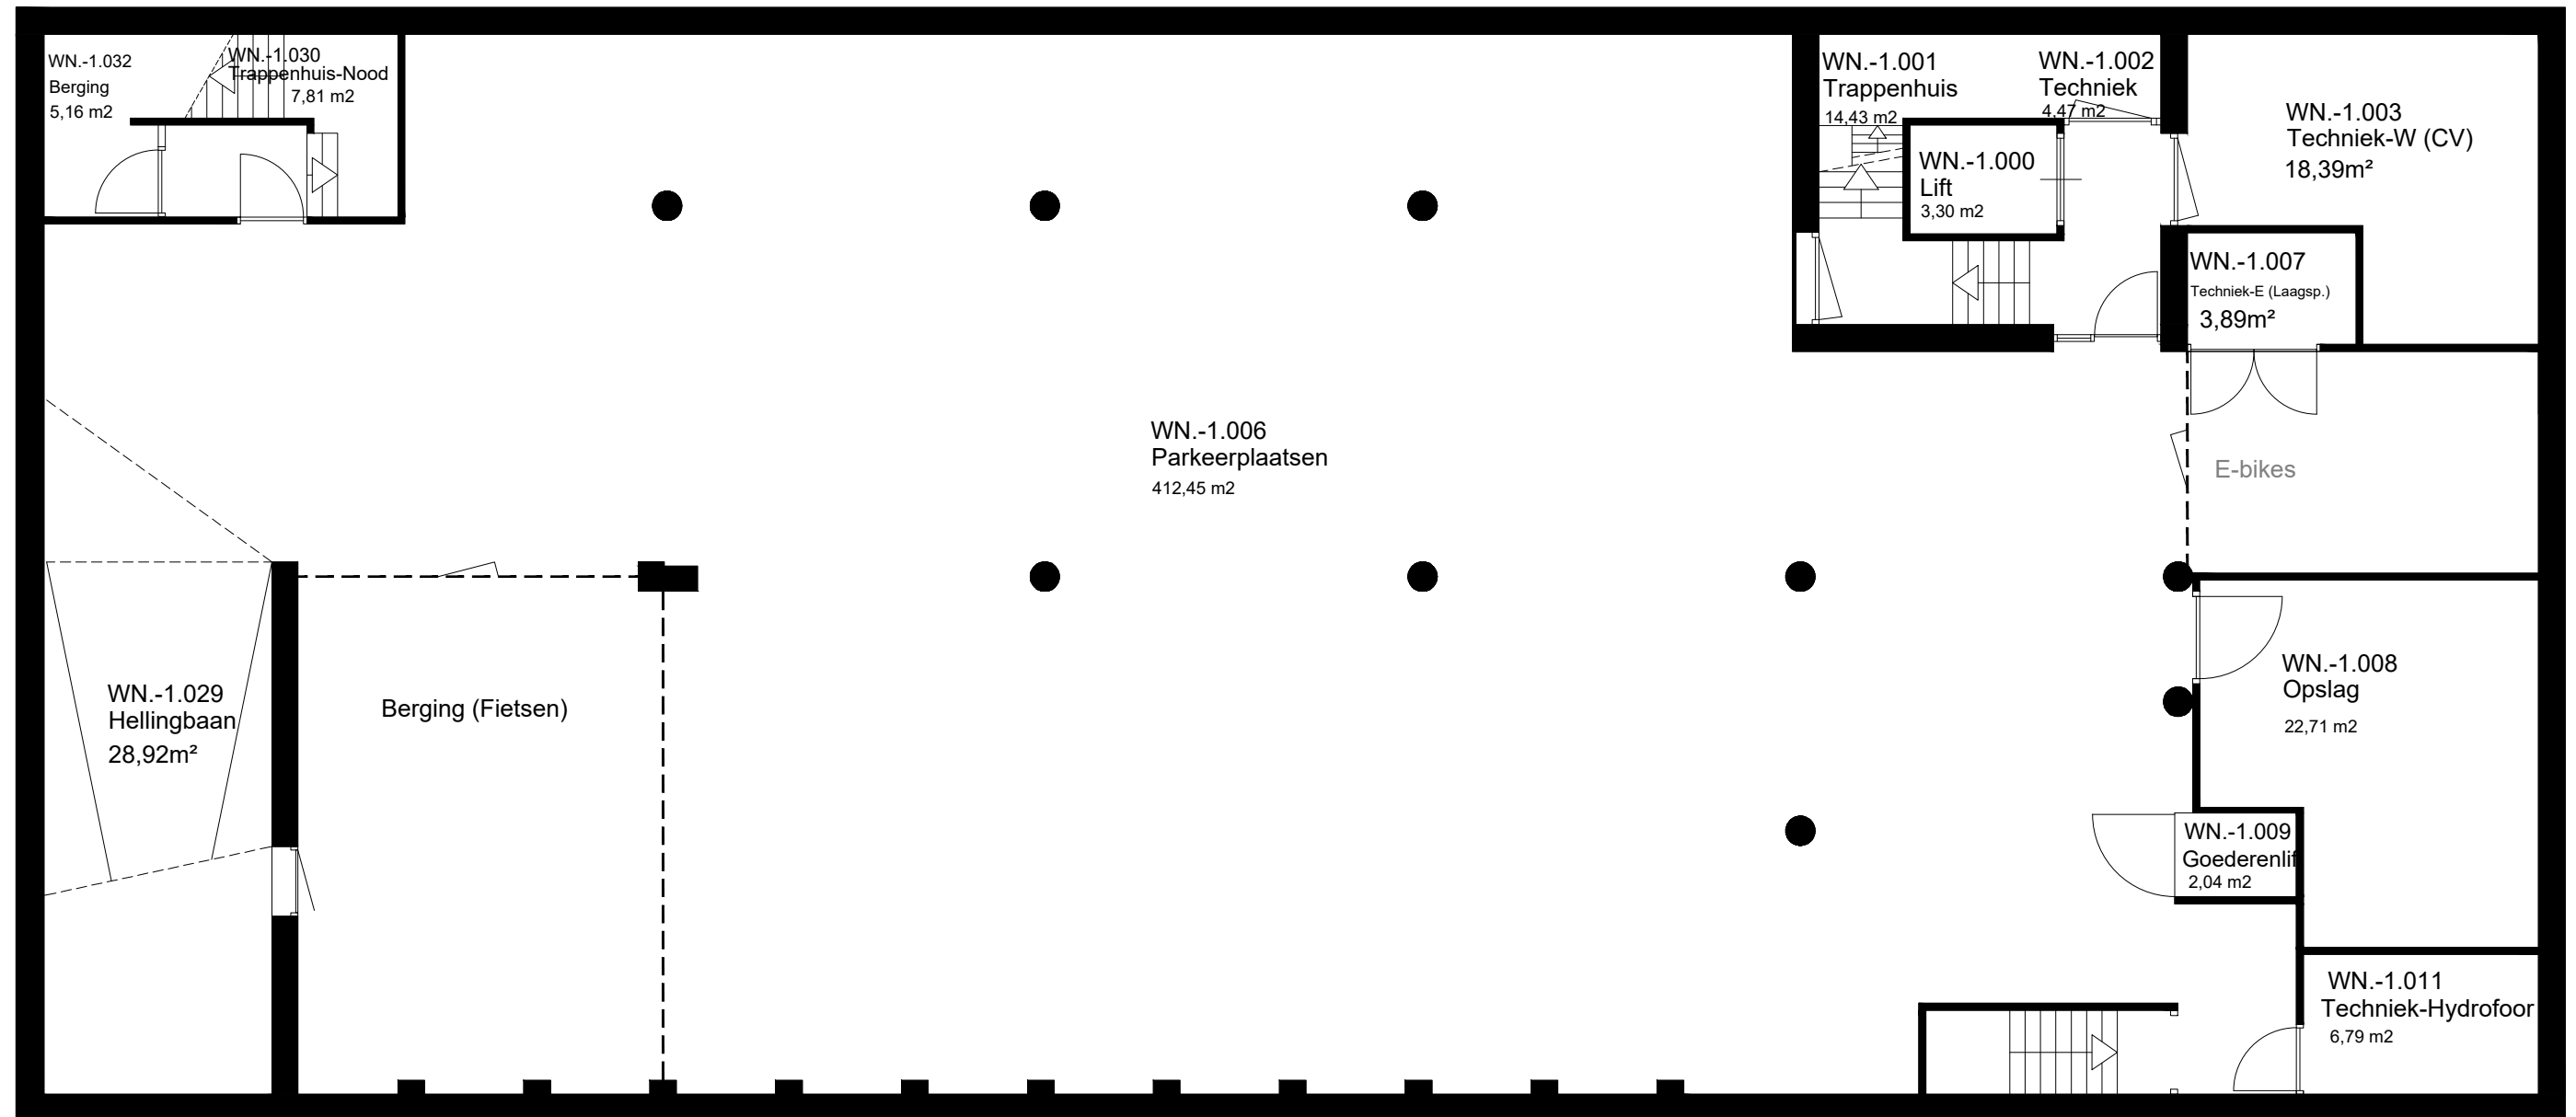 WN.-1.032
Berging
5,16 m2
WN.-1.030
Trappenhuis-Nood
7,81 m2
WN.-1.001
Trappenhuis
14,43 m2
WN.-1.002
Techniek
4,47 m2
WN.-1.003
Techniek-W (CV)
18,39m²
WN.-1.000
Lift
3,30 m2
WN.-1.007
Techniek-E (Laagsp.)
3,89m²
WN.-1.006
Parkeerplaatsen
412,45 m2
E-bikes
WN.-1.029
Hellingbaan
28,92m²
Berging (Fietsen)
WN.-1.008
Opslag
22,71 m2
WN.-1.009
Goederenlif
2,04 m2
WN.-1.011
Techniek-Hydrofoor
6,79 m2